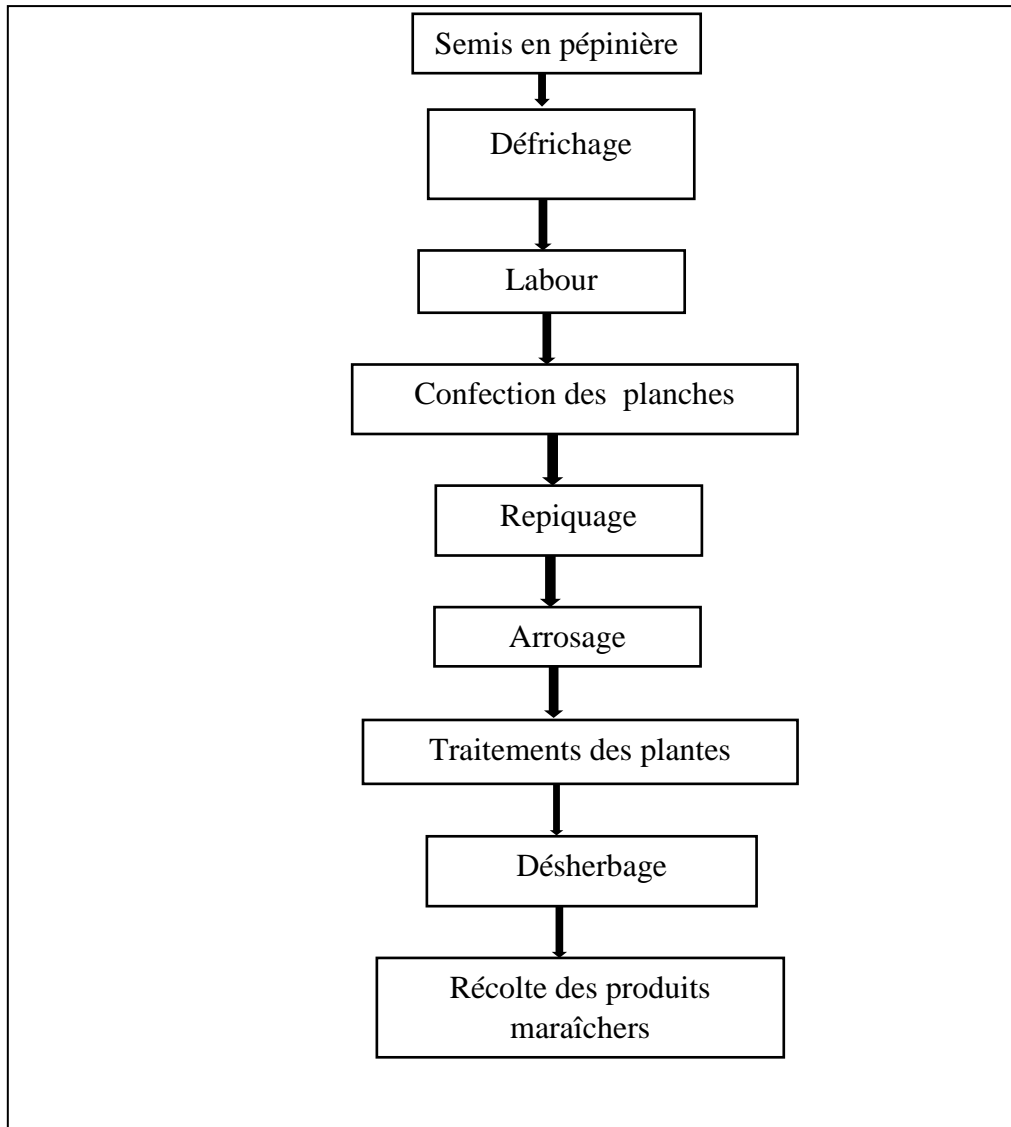 Semis en pépinière
Défrichage
Labour
Confection des planches
Repiquage
Arrosage
Traitements des plantes
Désherbage
Récolte des produits
maraîchers